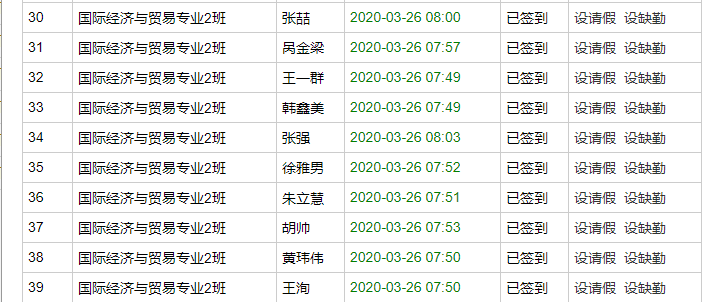 30 国际经济与贸易专业2班 张喆 2020-03-26 08:00 已签到 设请假 设缺勤
31 国际经济与贸易专业2班 呙金梁 2020-03-26 07:57 已签到 设请假 设缺勤
32 国际经济与贸易专业2班 王一群 2020-03-26 07:49 已签到 设请假 设缺勤
33 国际经济与贸易专业2班 韩鑫美 2020-03-26 07:49 已签到 设请假 设缺勤
34 国际经济与贸易专业2班 张强 2020-03-26 08:03 已签到 设请假 设缺勤
35 国际经济与贸易专业2班 徐雅男 2020-03-26 07:52 已签到 设请假 设缺勤
36 国际经济与贸易专业2班 朱立慧 2020-03-26 07:51 已签到 设请假 设缺勤
37 国际经济与贸易专业2班 胡帅 2020-03-26 07:53 已签到 设请假 设缺勤
38 国际经济与贸易专业2班 黄玮伟 2020-03-26 07:50 已签到 设请假 设缺勤
39 国际经济与贸易专业2班 王洵 2020-03-26 07:50 已签到 设请假 设缺勤